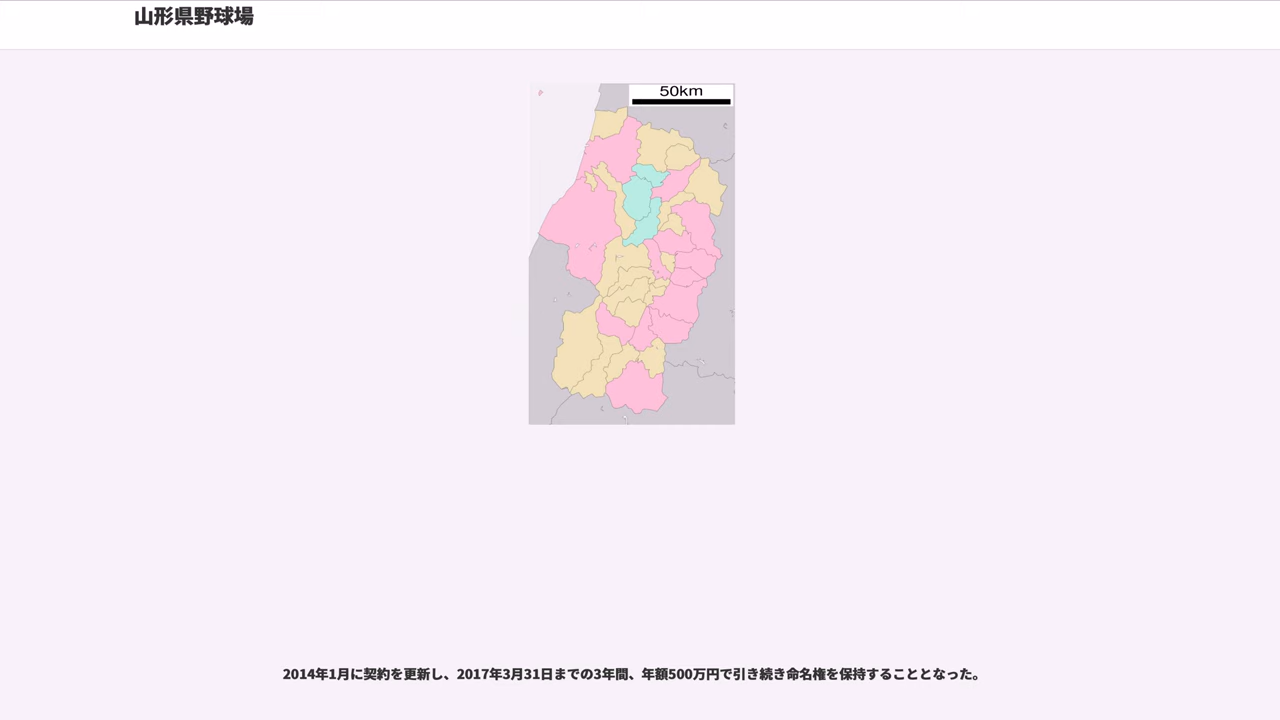 山形県野球場
50km
2014年1月に契約を更新し、2017年3月31日までの3年間、年額500万円で引き続き命名権を保持することとなった。